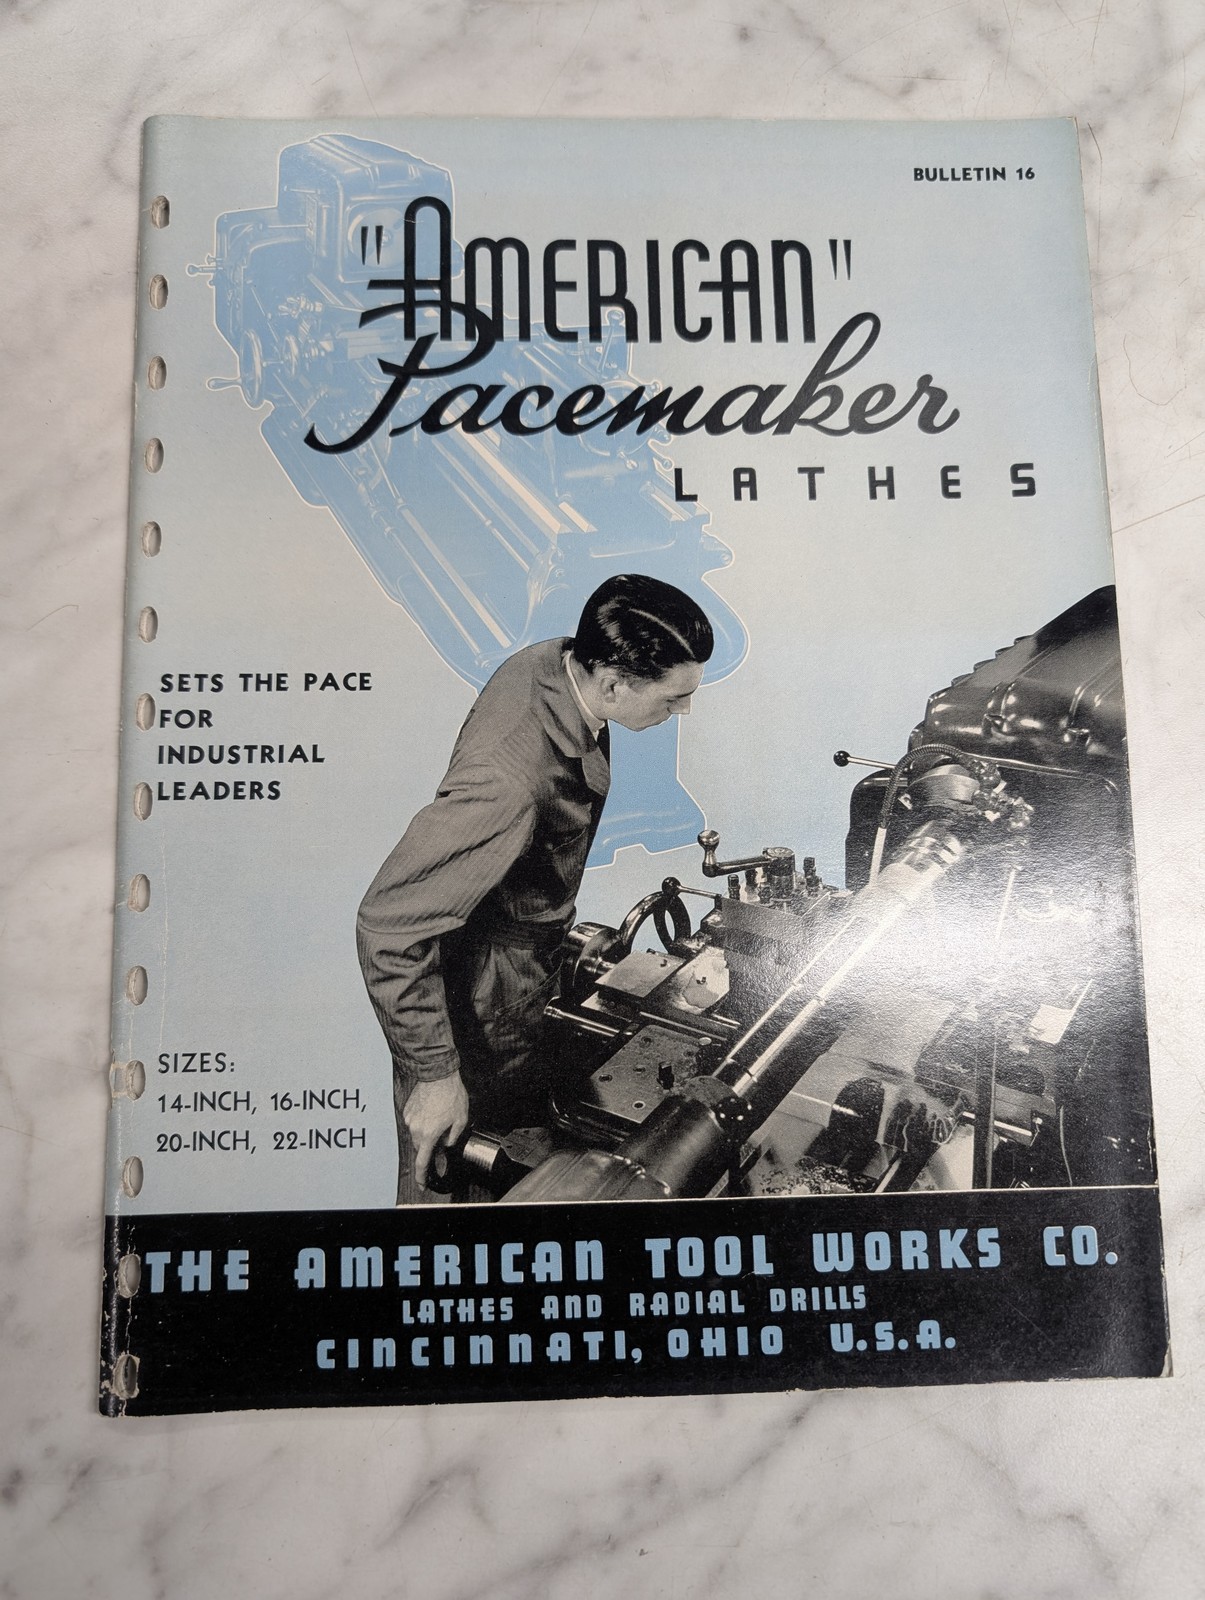 BULLETIN 16
"AMERICAN"
Pacemaker
LATHES
SETS THE PACE
FOR
INDUSTRIAL
LEADERS
SIZES:
14-INCH, 16-INCH,
20-INCH, 22-INCH
THE AMERICAN TOOL WORKS CO.
LATHES AND RADIAL DRILLS
CINCINNATI, OHIO U.S.A.